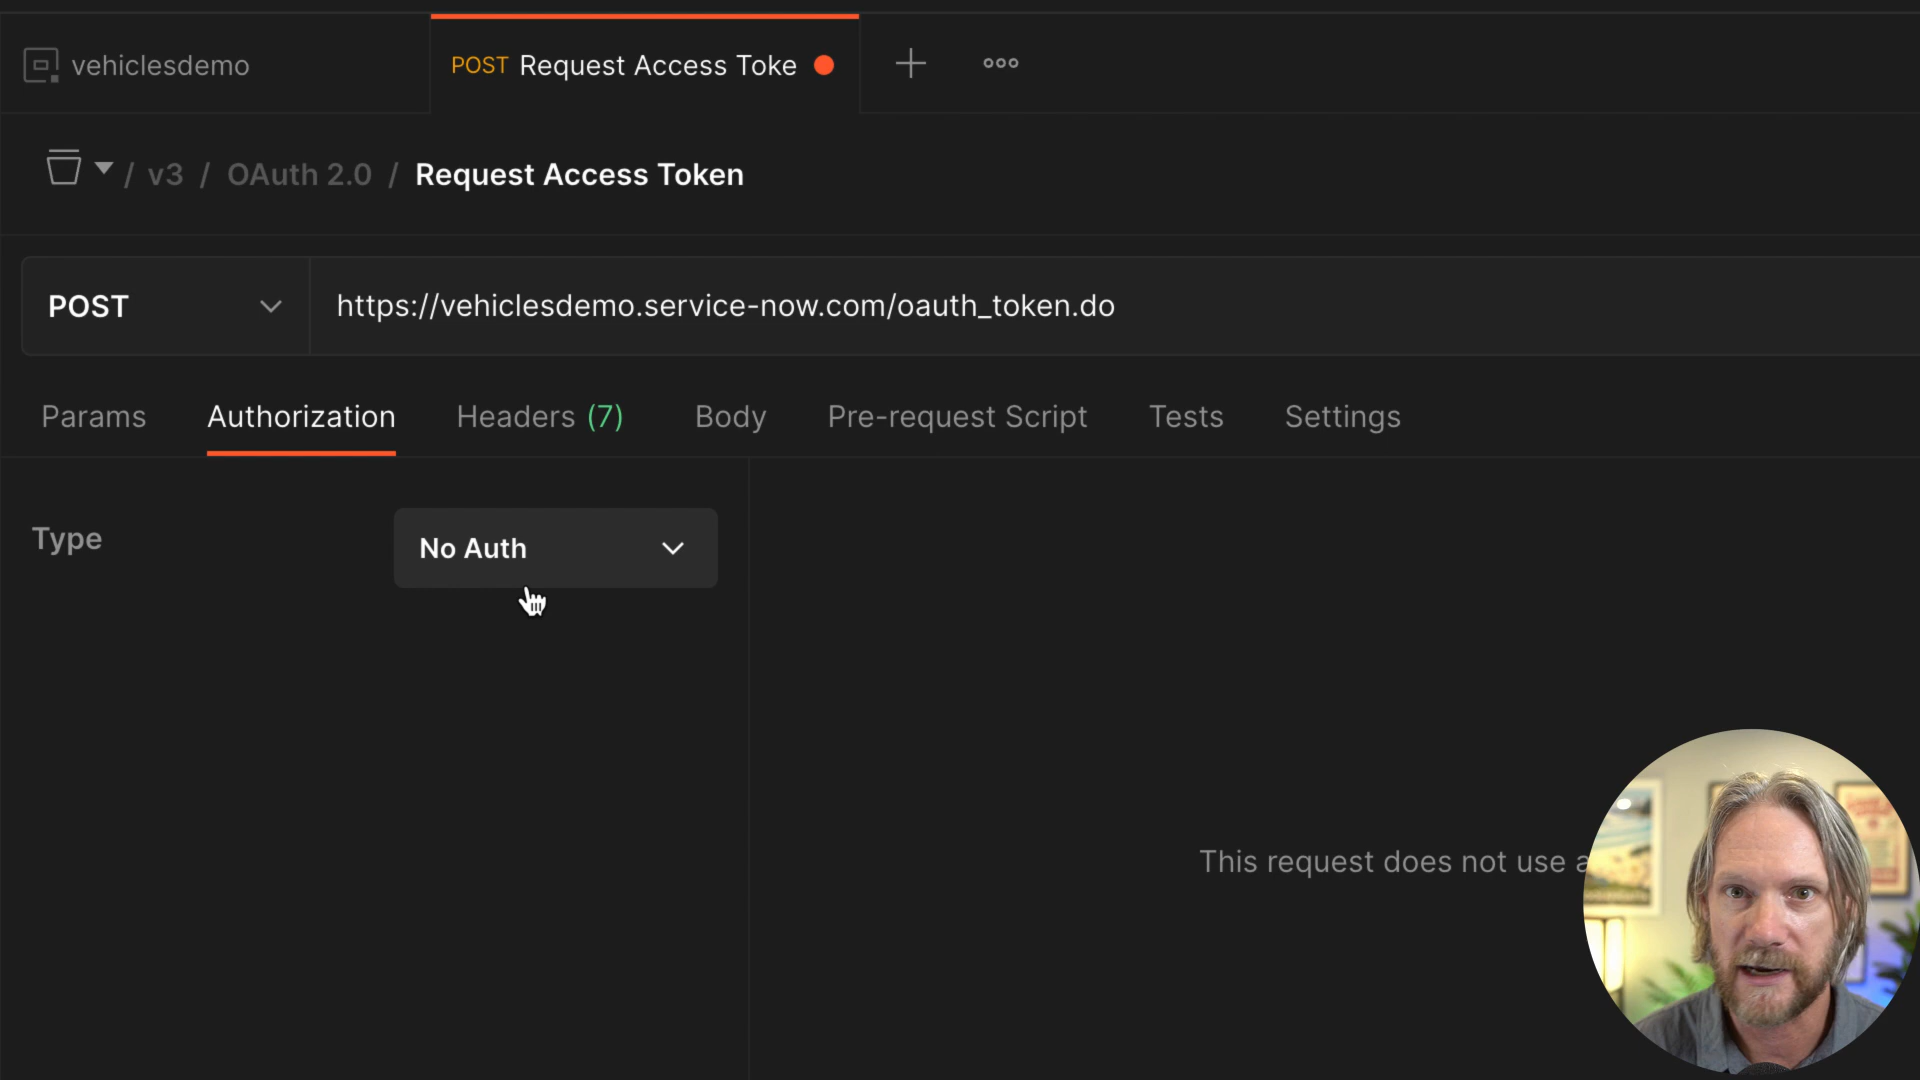 vehiclesdemo
POST Request Access Toke
/ v3 / OAuth 2.0 / Request Access Token
POST
https://vehiclesdemo.service-now.com/oauth_token.do
Params Authorization Headers (7) Body Pre-request Script Tests Settings
Type
No Auth
This request does not use a